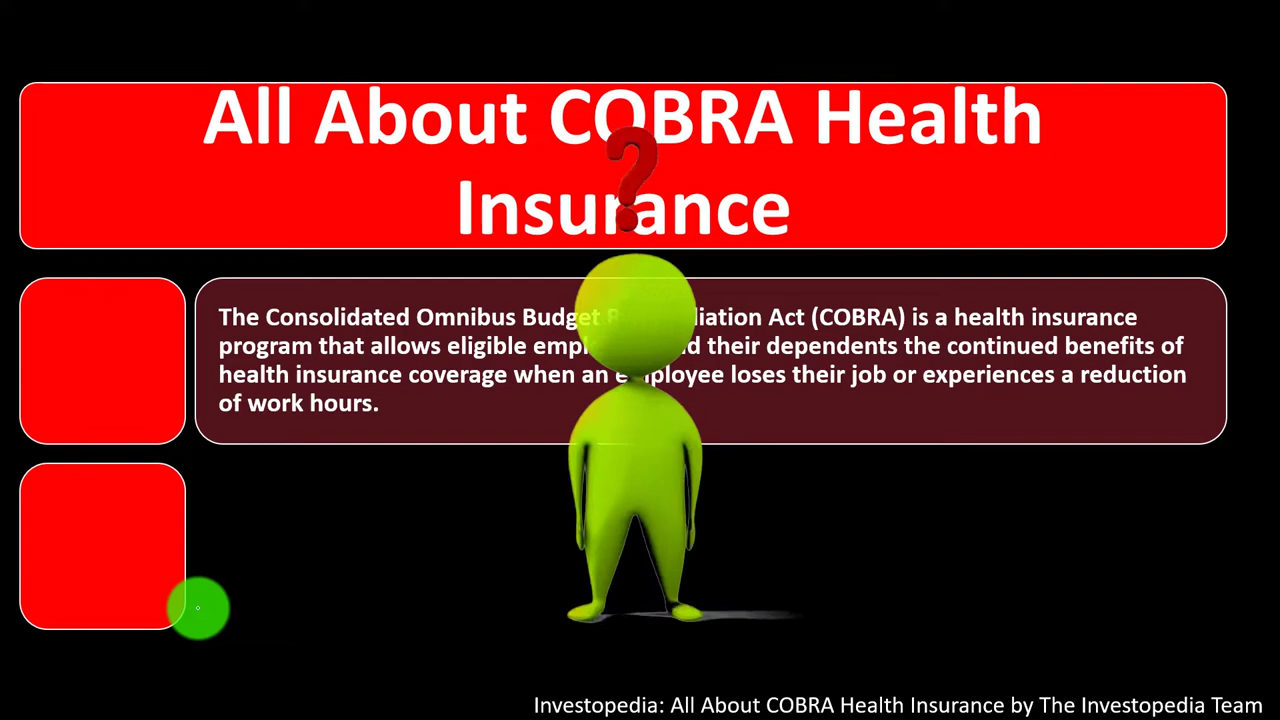 All About COBRA Health
Insurance
?
The Consolidated Omnibus Budget diation Act (COBRA) is a health insurance
program that allows eligible their dependents the continued benefits of
health insurance coverage when an employee loses their job or experiences a reduction
of work hours.
Investopedia: All About COBRA Health Insurance by The Investopedia Team